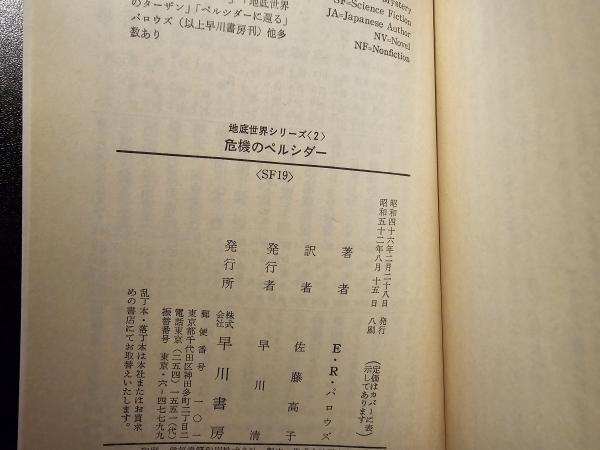 「地底世界
のターザン」「ペルシダーに還る」
バロウズ(以上早川書房刊)他多
数あり
Mystery
SF=Science Fiction
JA=Japanese Author
NV=Novel
NF=Nonfiction
地底世界シリーズ〈2〉
危機のペルシダー
〈SF19〉
昭和四十六年二月二十八日 発行
昭和五十二年八月 十五日 八刷
(定価はカバーに表
示してあります)
著者 E・R・バロウズ
訳者 佐藤高子
発行者 早川清
発行所 株式会社 早川書房
郵便番号 一〇一
東京都千代田区神田多町二丁目二
電話東京(二五四)一五五一(代)
振替番号 東京・六-四七七九九
乱丁本・落丁本は本社またはお買求
めの書店にてお取替えいたします。